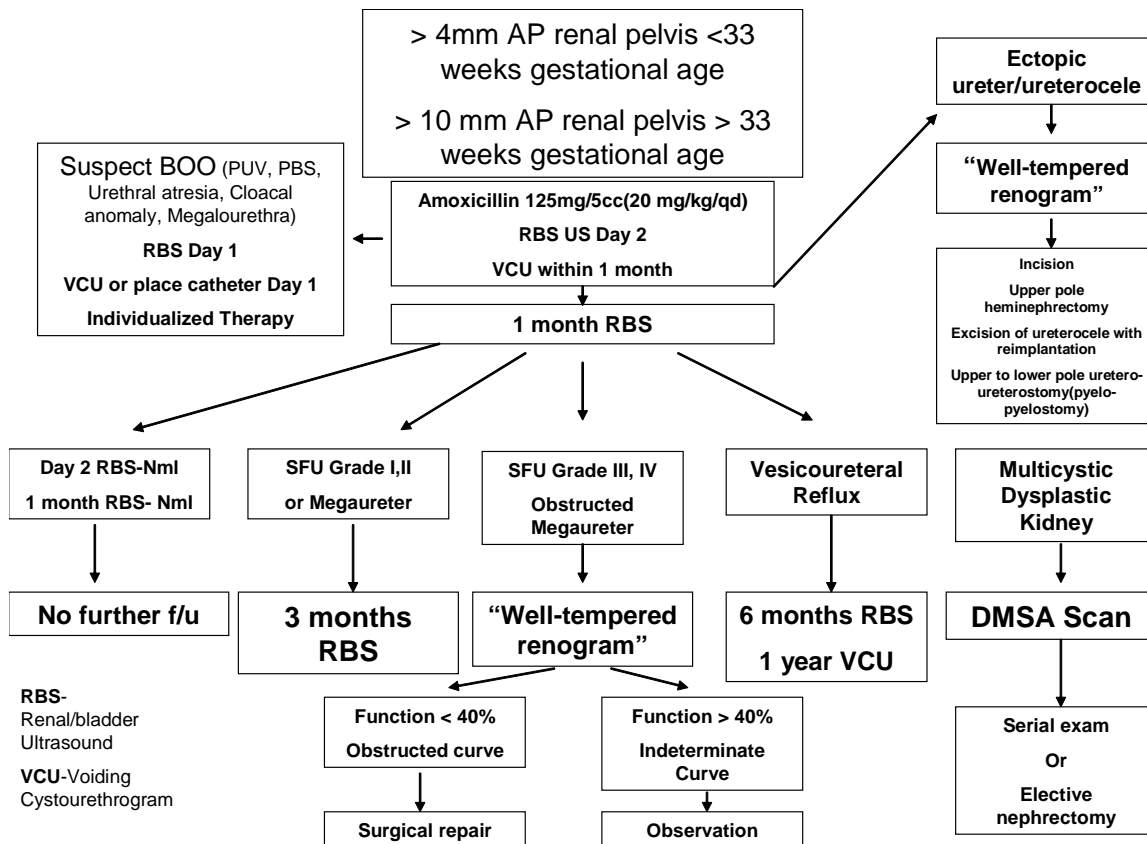 > 4mm AP renal pelvis <33
weeks gestational age
> 10 mm AP renal pelvis > 33
weeks gestational age
Ectopic
ureter/ureterocele
Suspect BOO (PUV, PBS,
Urethral atresia, Cloacal
anomaly, Megalourethra)
RBS Day 1
VCU or place catheter Day 1
Individualized Therapy
Amoxicillin 125mg/5cc(20 mg/kg/qd)
RBS US Day 2
VCU within 1 month
"Well-tempered
renogram"
Incision
Upper pole
heminephrectomy
Excision of ureterocele with
reimplantation
Upper to lower pole uretero-
ureterostomy(pyelo-
pyelostomy)
1 month RBS
Day 2 RBS-Nml
1 month RBS- Nml
SFU Grade I,II
or Megaureter
SFU Grade III, IV
Obstructed
Megaureter
Vesicoureteral
Reflux
Multicystic
Dysplastic
Kidney
No further f/u
3 months
RBS
"Well-tempered
renogram"
6 months RBS
1 year VCU
DMSA Scan
RBS-
Renal/bladder
Ultrasound
VCU-Voiding
Cystourethrogram
Function < 40%
Obstructed curve
Function > 40%
Indeterminate
Curve
Serial exam
Or
Elective
nephrectomy
Surgical repair
Observation